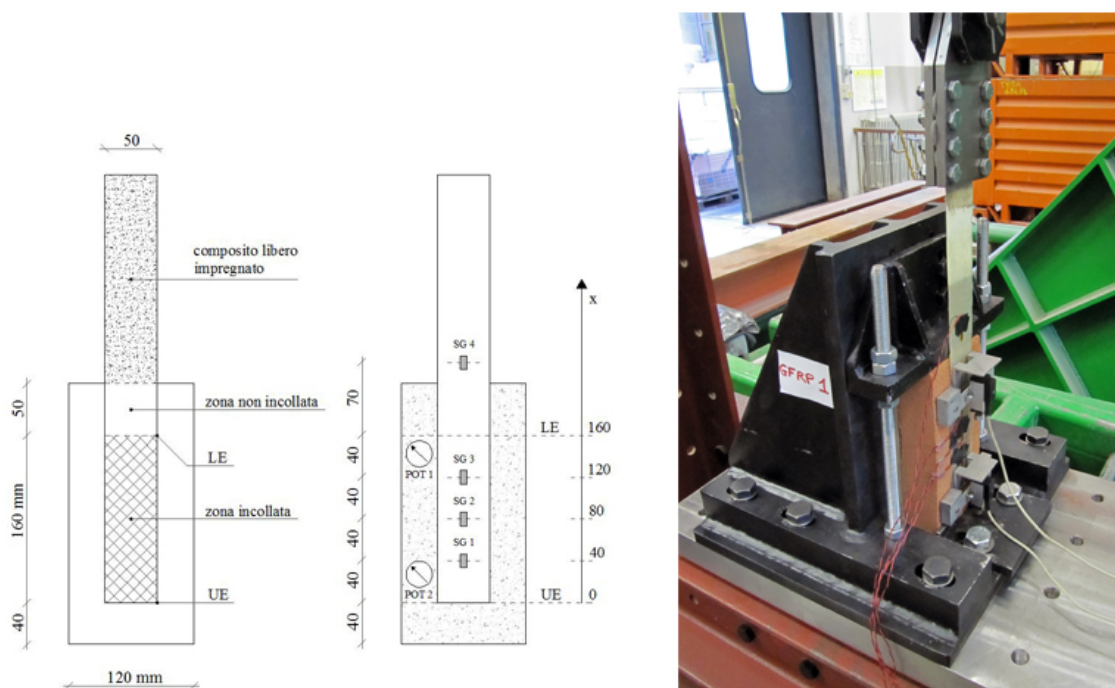 50
composito libero
impregnato
50
zona non incollata
LE
160 mm
zona incollata
UE
40
120 mm
x
SG 4
70
LE
160
POT 1
40
SG 3
120
40
SG 2
80
40
SG 1
40
40
POT 2
UE
0
40
GFRP 1